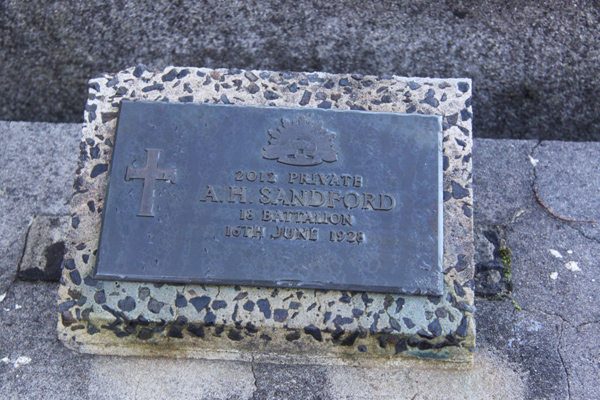 2012 PRIVATE
A.H. SANDFORD
18 BATTALION
16TH JUNE 1928